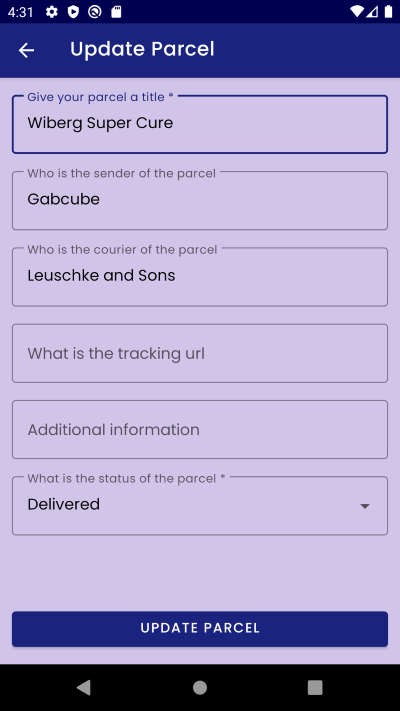 4:31
Update Parcel
Give your parcel a title *
Wiberg Super Cure
Who is the sender of the parcel
Gabcube
Who is the courier of the parcel
Leuschke and Sons
What is the tracking url
Additional information
What is the status of the parcel *
Delivered
UPDATE PARCEL